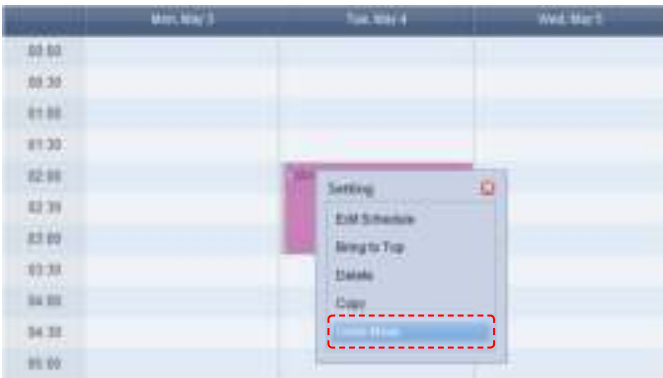 Mon, May 3
Tue, May 4
Wed, May 5
00:00
00:30
01:00
01:30
02:00
02:30
03:00
03:30
04:00
04:30
05:00
Setting
Edit Schedule
Bring to Top
Delete
Copy